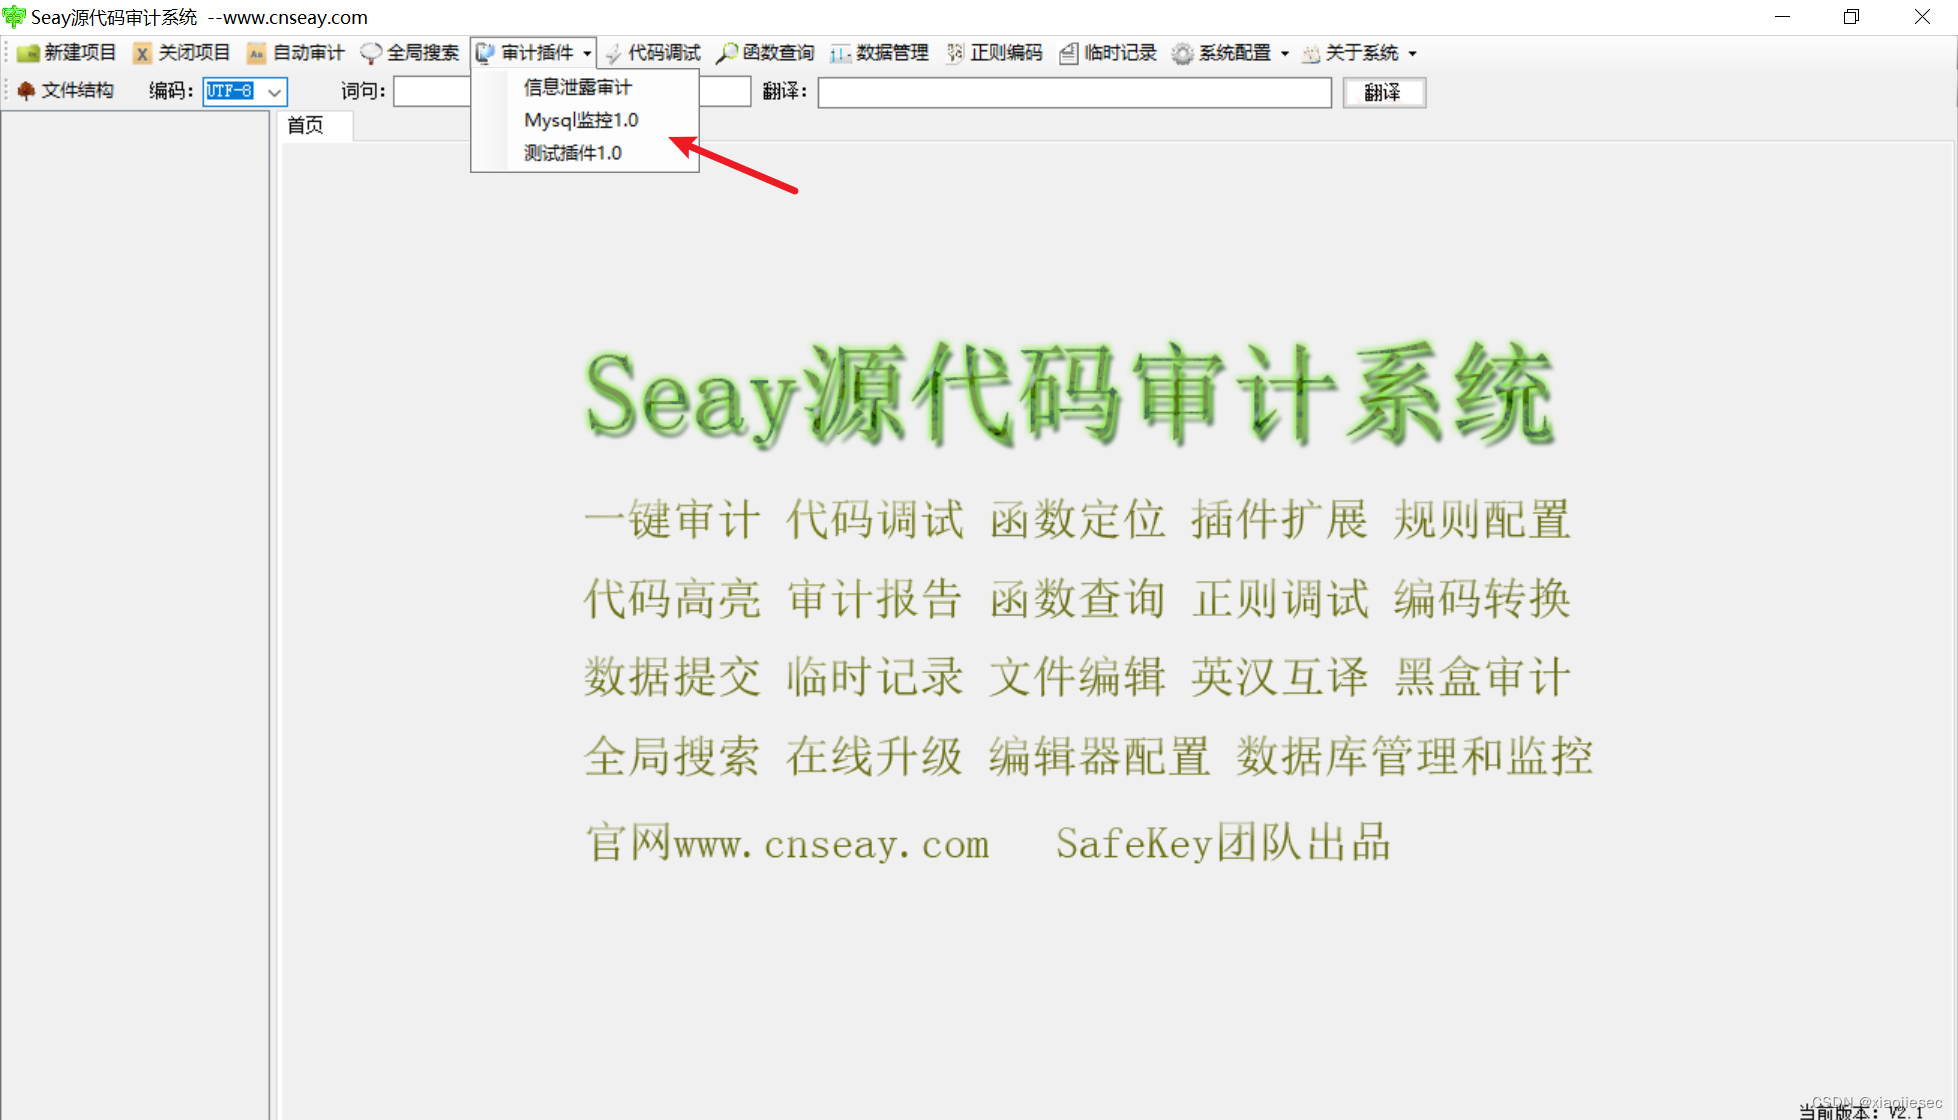 Seay源代码审计系统 --www.cnseay.com
新建项目 关闭项目 自动审计 全局搜索 审计插件 代码调试 函数查询 数据管理 正则编码 临时记录 系统配置 关于系统
文件结构 编码: UTF-8 词句: 翻译: 翻译
信息泄露审计
Mysql监控1.0
测试插件1.0
首页
Seay源代码审计系统
一键审计 代码调试 函数定位 插件扩展 规则配置
代码高亮 审计报告 函数查询 正则调试 编码转换
数据提交 临时记录 文件编辑 英汉互译 黑盒审计
全局搜索 在线升级 编辑器配置 数据库管理和监控
官网www.cnseay.com SafeKey团队出品
当前版本: V2.1
CSDN @xiaojiesec